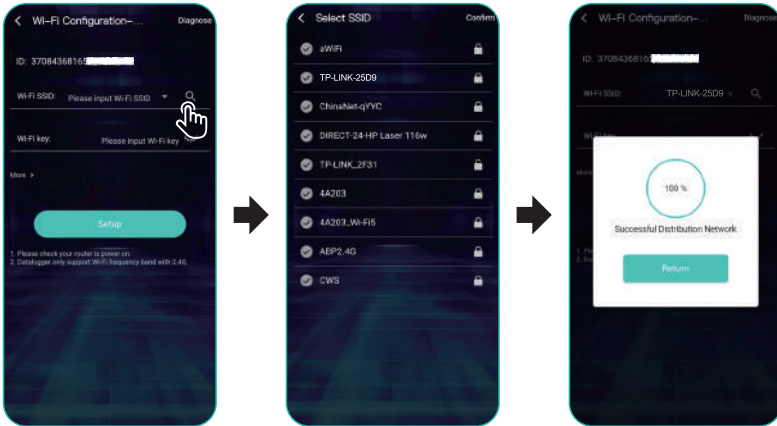 Wi-Fi Configuration-...
Diagnose
ID: 37084368165
Wi-Fi SSID: Please input Wi-Fi SSID
Wi-Fi key: Please input Wi-Fi key
More >
Setup
1. Please check your router is power on.
2. Datalogger only support Wi-Fi frequency band with 2.4G.
Select SSID
Confirm
aWiFi
TP-LINK-25D9
ChinaNet-qYYC
DIRECT-24-HP Laser 116w
TP-LINK_2F31
4A203
4A203_Wi-Fi5
ABP2.4G
CWS
Wi-Fi Configuration-...
Diagnose
ID: 37084368165
Wi-Fi SSID: TP-LINK-25D9
100 %
Successful Distribution Network
Return